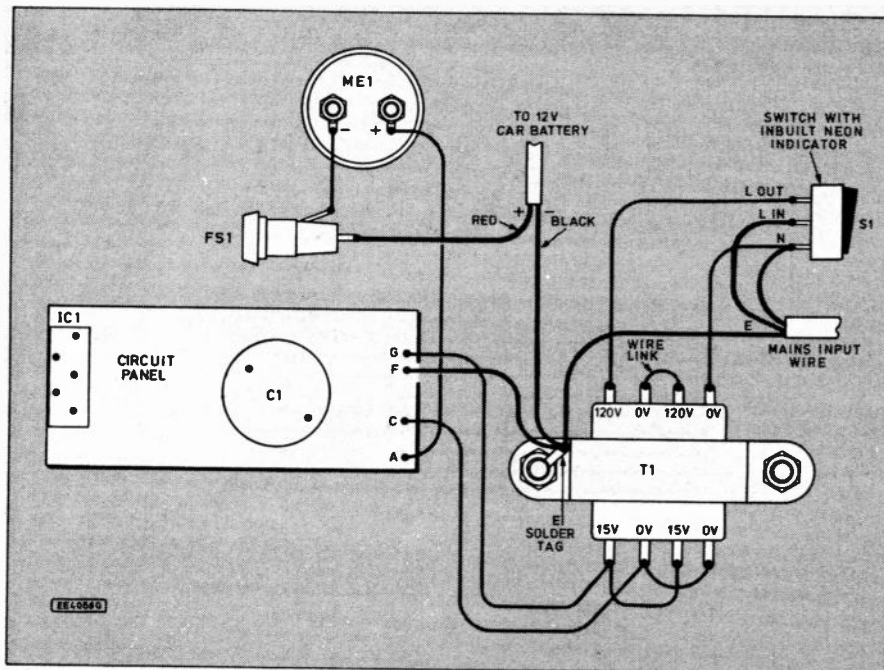 ME1
- +
TO 12V
CAR BATTERY
SWITCH WITH
INBUILT NEON
INDICATOR
L OUT
L IN
N
S1
FS1
RED
+ -
BLACK
E
MAINS INPUT
WIRE
IC1
CIRCUIT
PANEL
C1
G
F
C
A
WIRE
LINK
120V 0V 120V 0V
T1
E
SOLDER
TAG
15V 0V 15V 0V
EE4056G